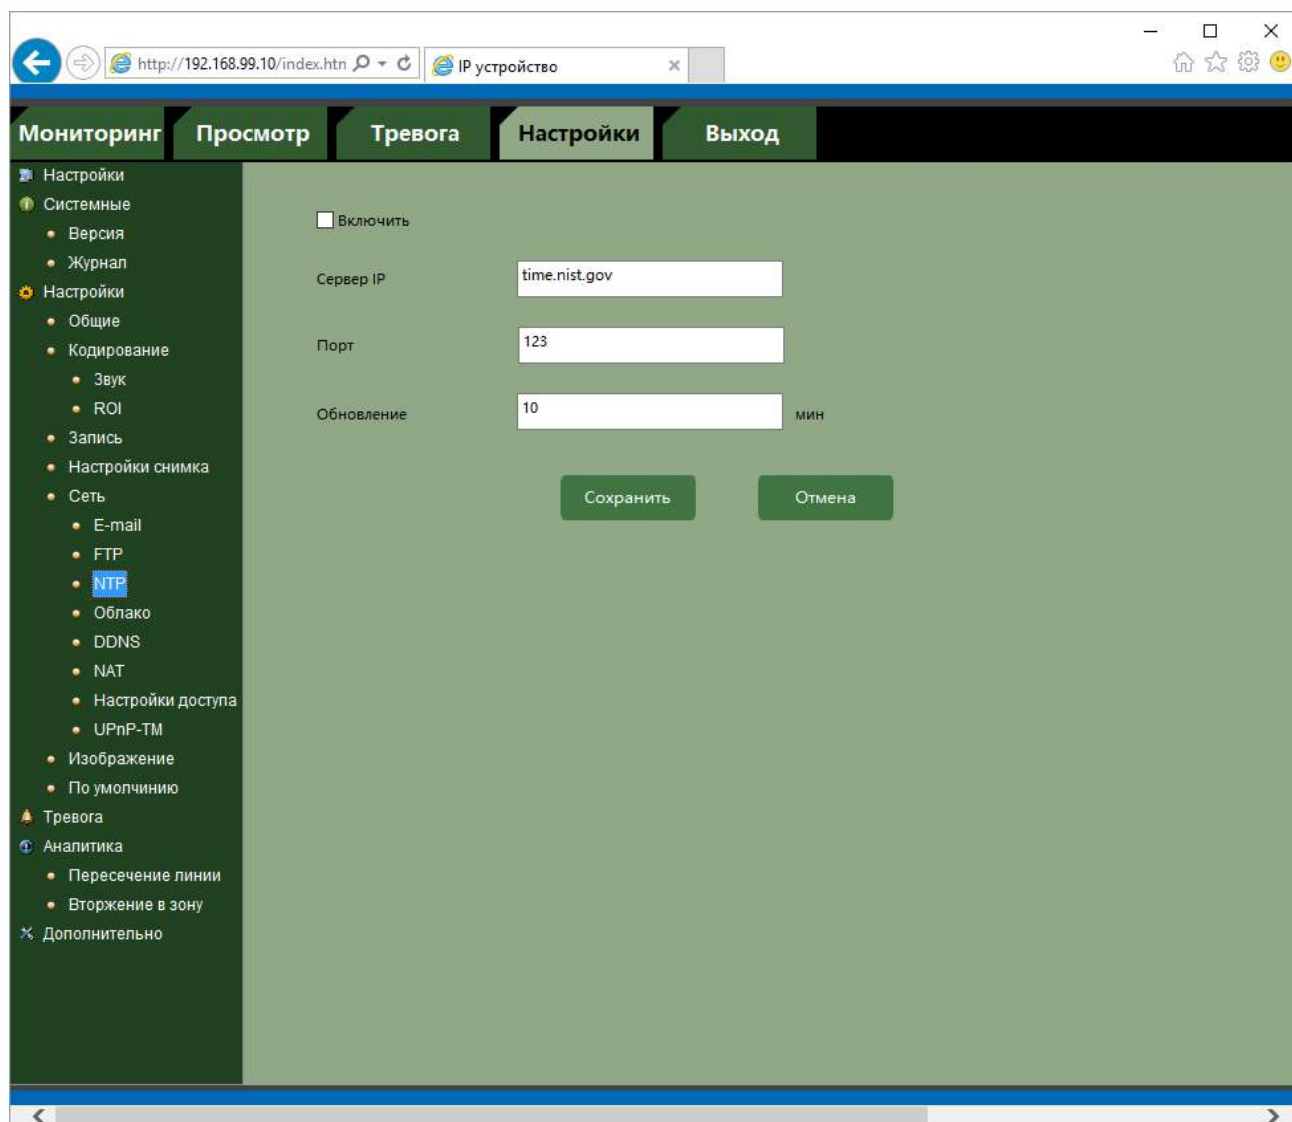 http://192.168.99.10/index.htn
IP устройство
Мониторинг
Просмотр
Тревога
Настройки
Выход
Настройки
Системные
Версия
Журнал
Настройки
Общие
Кодирование
Звук
ROI
Запись
Настройки снимка
Сеть
E-mail
FTP
NTP
Облако
DDNS
NAT
Настройки доступа
UPnP-TM
Изображение
По умолчинию
Тревога
Аналитика
Пересечение линии
Вторжение в зону
Дополнительно
Включить
Сервер IP
time.nist.gov
Порт
123
Обновление
10
мин
Сохранить
Отмена